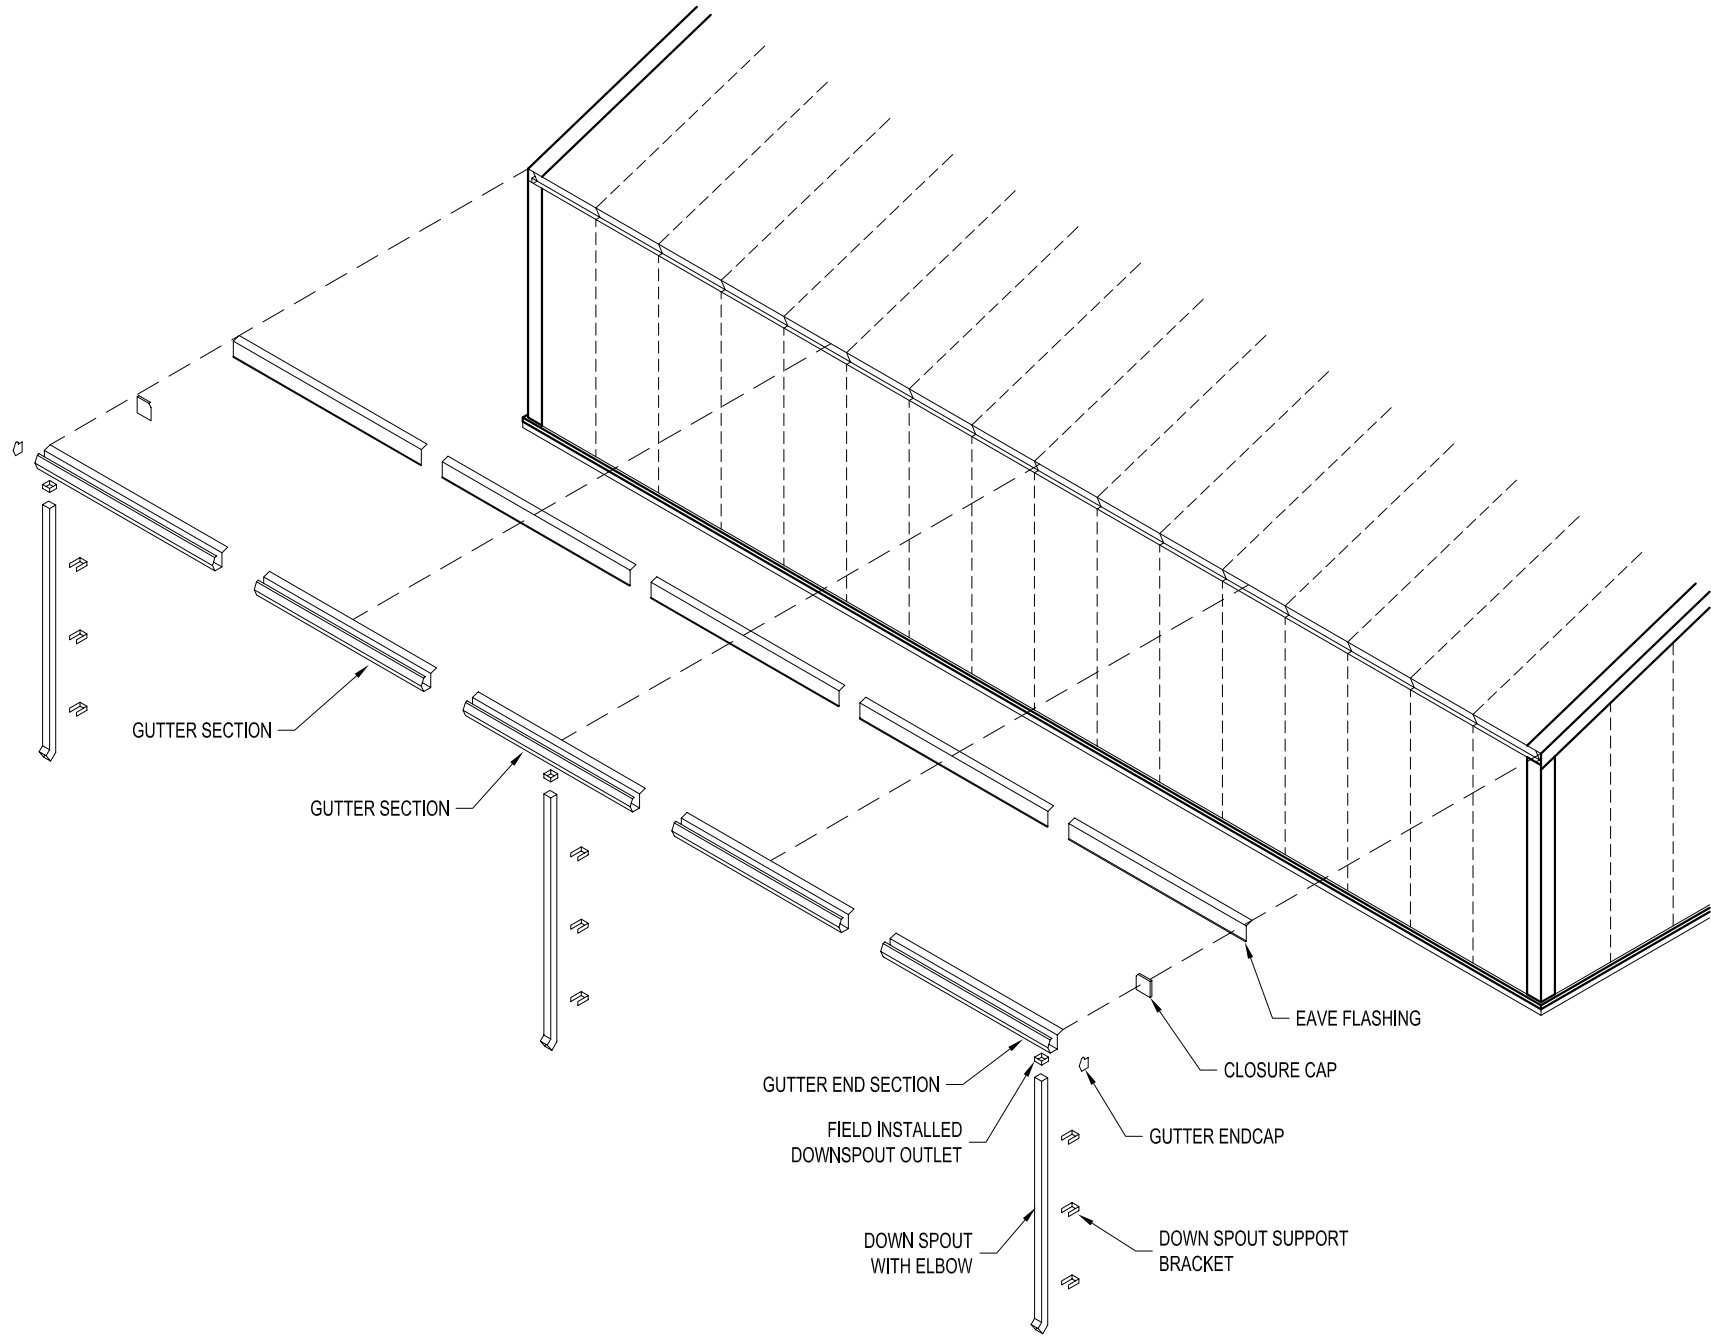 GUTTER SECTION
GUTTER SECTION
EAVE FLASHING
CLOSURE CAP
GUTTER END SECTION
FIELD INSTALLED
DOWNSPOUT OUTLET
GUTTER ENDCAP
DOWN SPOUT
WITH ELBOW
DOWN SPOUT SUPPORT
BRACKET